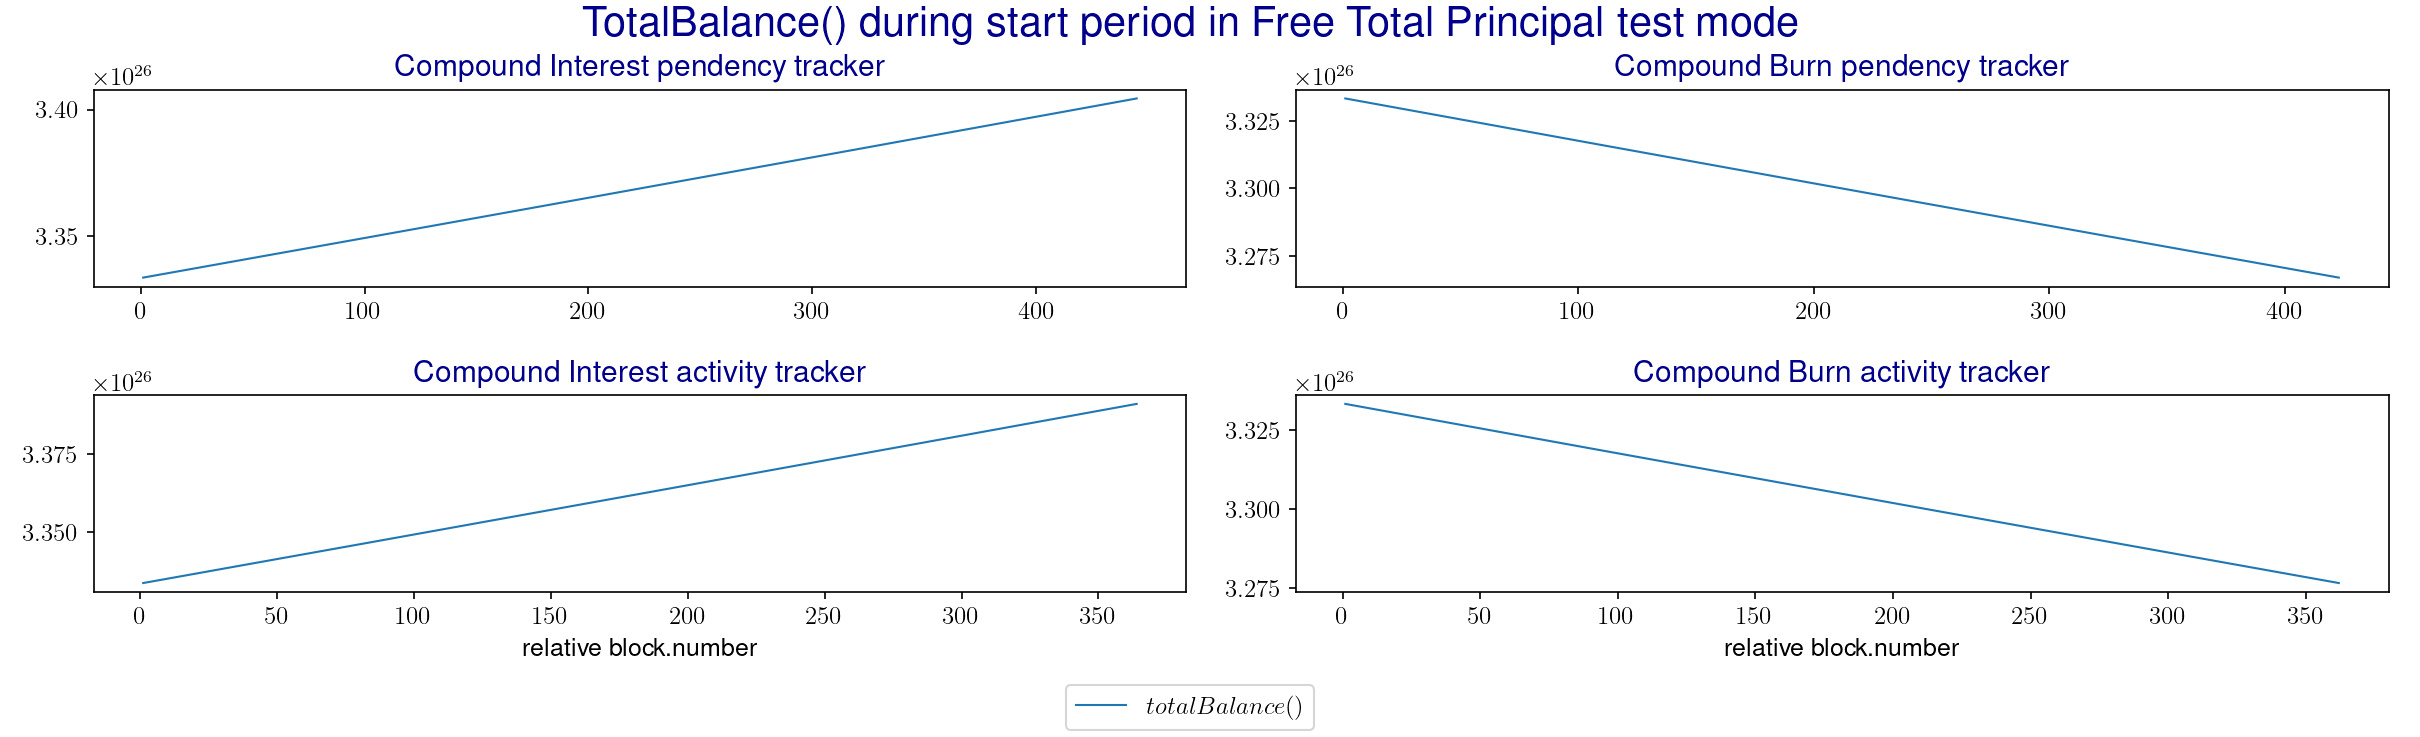 TotalBalance() during start period in Free Total Principal test mode
Compound Interest pendency tracker
×10^26
3.40
3.35
0 100 200 300 400
Compound Burn pendency tracker
×10^26
3.325
3.300
3.275
0 100 200 300 400
Compound Interest activity tracker
×10^26
3.375
3.350
0 50 100 150 200 250 300 350
relative block.number
Compound Burn activity tracker
×10^26
3.325
3.300
3.275
0 50 100 150 200 250 300 350
relative block.number
totalBalance()